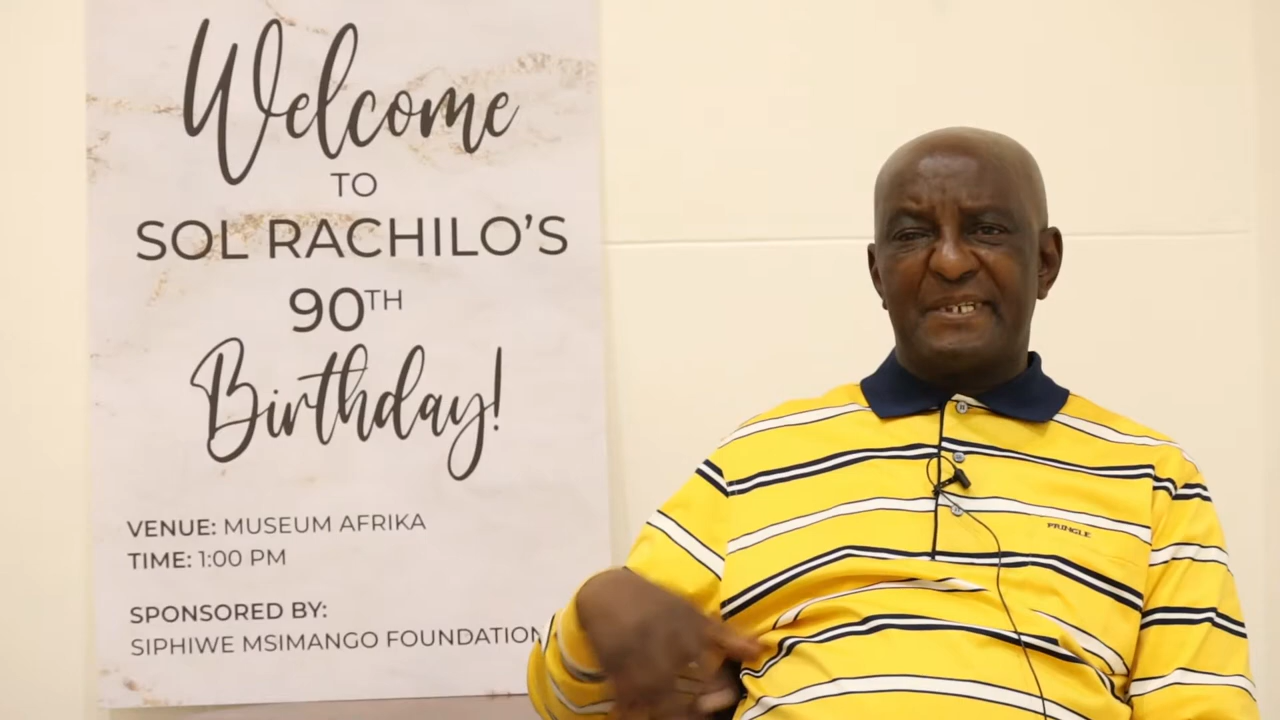 Welcome
TO
SOL RACHILO'S
90TH
Birthday!
VENUE: MUSEUM AFRIKA
TIME: 1:00 PM
SPONSORED BY:
SIPHIWE MSIMANGO FOUNDATION
PRINGLE